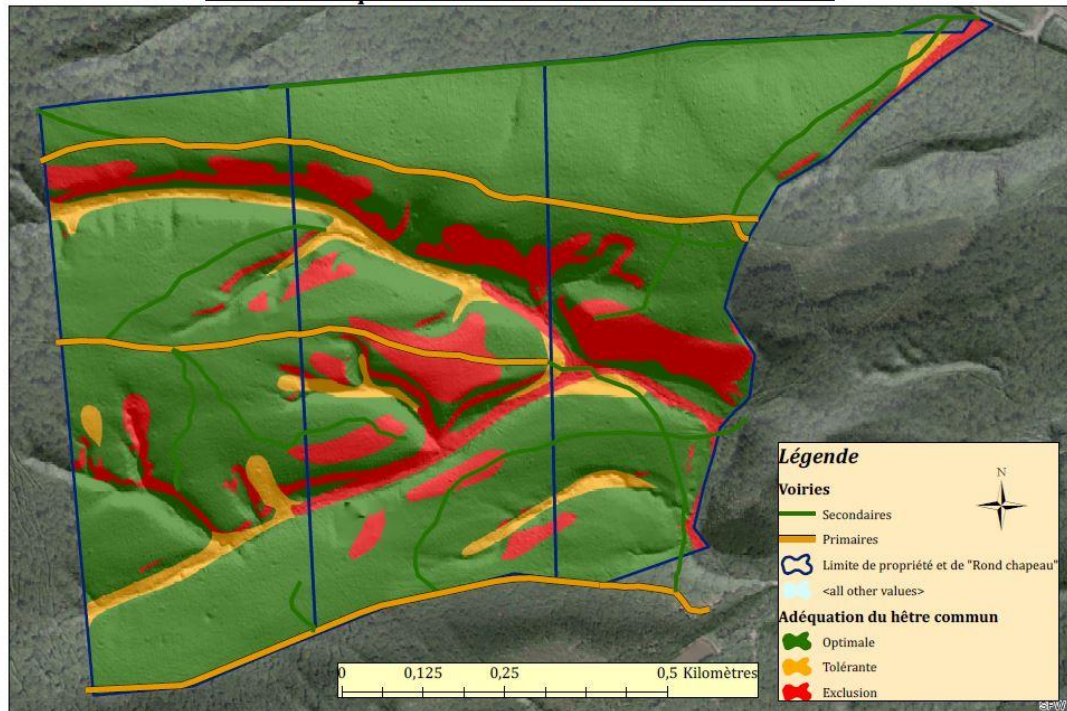 Légende
N
Voiries
Secondaires
Primaires
Limite de propriété et de "Rond chapeau"
<all other values>
Adéquation du hêtre commun
Optimale
Tolérante
Exclusion
0 0,125 0,25 0,5 Kilomètres
SPW